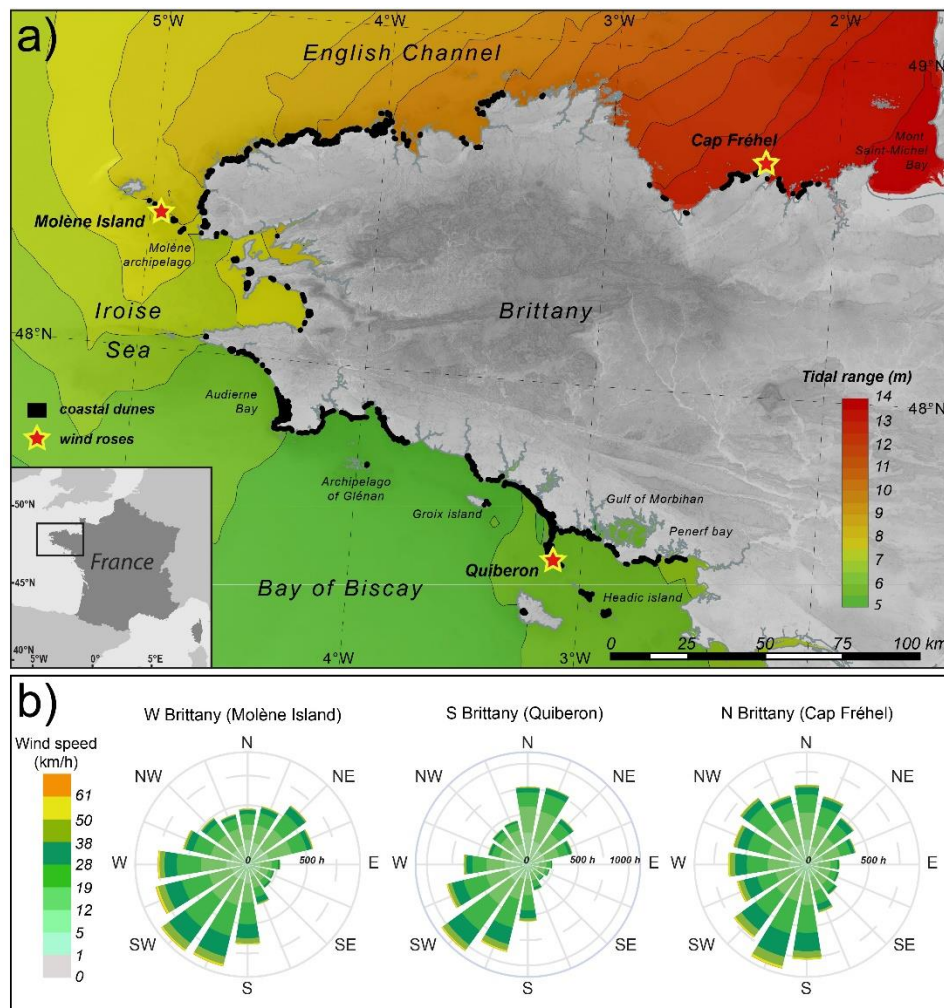 a)
5°W
4°W
3°W
2°W
49°N
English Channel
Cap Fréhel
Mont
Saint-Michel
Bay
Molène Island
Molène
archipelago
Iroise
Sea
Brittany
48°N
48°N
Tidal range (m)
14
13
12
11
10
9
8
7
6
5
Audierne
Bay
coastal dunes
wind roses
Archipelago
of Glénan
Groix island
Gulf of Morbihan
Penerf bay
Quiberon
Headic island
Bay of Biscay
50°N
45°N
40°N
5°W
0°
5°E
France
4°W
3°W
0 25 50 75 100 km
b)
W Brittany (Molène Island)
S Brittany (Quiberon)
N Brittany (Cap Fréhel)
Wind speed
(km/h)
61
50
38
28
19
12
5
1
0
N
NE
E
SE
S
SW
W
NW
0
500 h
N
NE
E
SE
S
SW
W
NW
0
500 h
1000 h
N
NE
E
SE
S
SW
W
NW
0
500 h